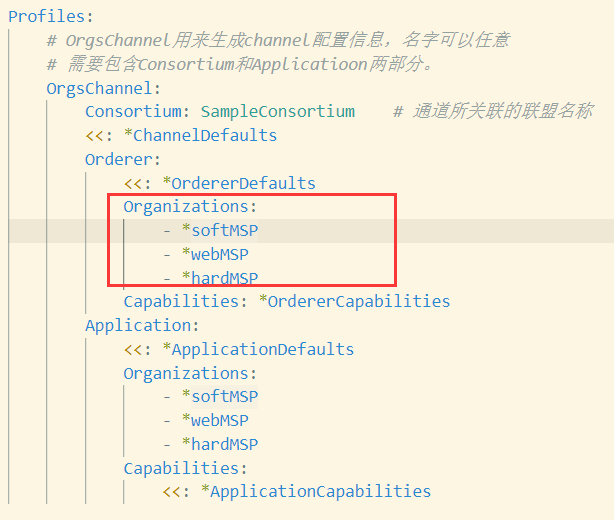 Profiles:
    # OrgsChannel用来生成channel配置信息，名字可以任意
    # 需要包含Consortium和Applicatioon两部分。
    OrgsChannel:
        Consortium: SampleConsortium    # 通道所关联的联盟名称
        <<: *ChannelDefaults
        Orderer:
            <<: *OrdererDefaults
            Organizations:
                - *softMSP
                - *webMSP
                - *hardMSP
            Capabilities: *OrdererCapabilities
        Application:
            <<: *ApplicationDefaults
            Organizations:
                - *softMSP
                - *webMSP
                - *hardMSP
            Capabilities:
                <<: *ApplicationCapabilities